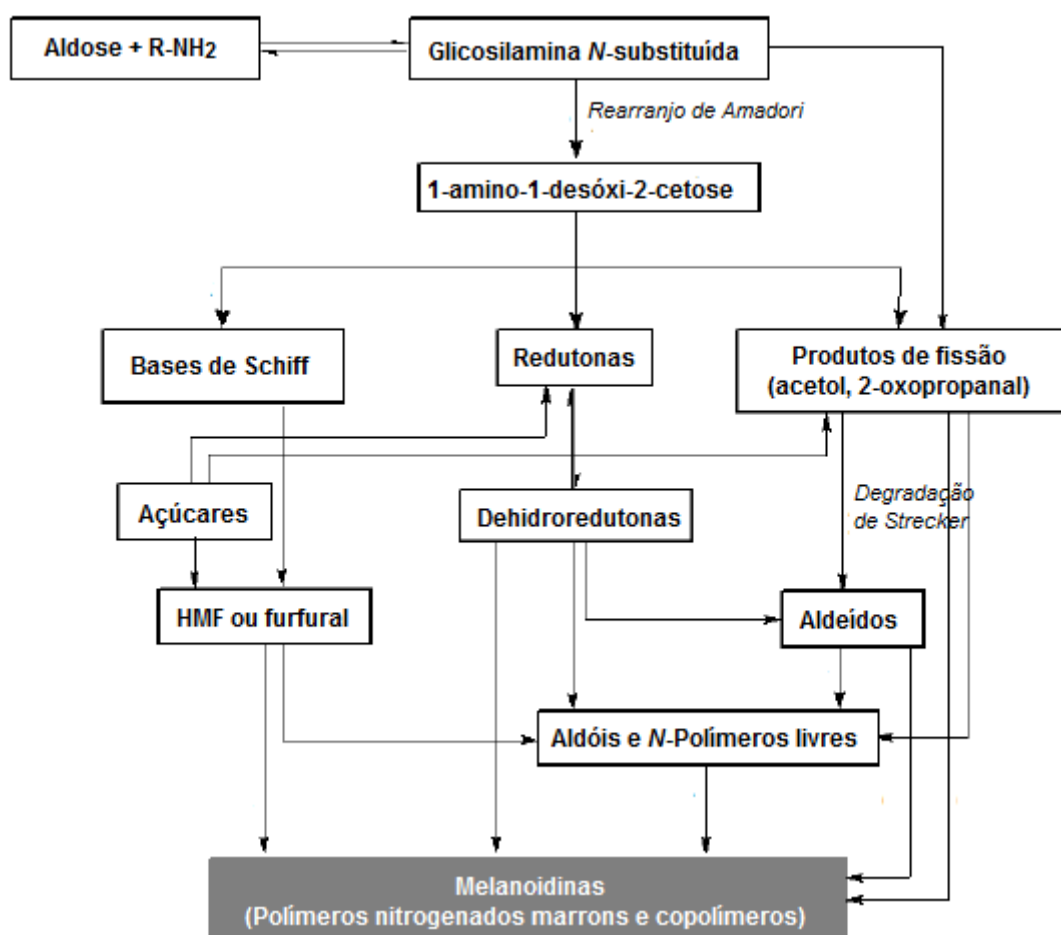 Aldose + R-NH2
Glicosilamina N-substituída
Rearranjo de Amadori
1-amino-1-desóxi-2-cetose
Bases de Schiff
Redutonas
Produtos de fissão
(acetol, 2-oxopropanal)
Açúcares
Dehidroredutonas
Degradação
de Strecker
HMF ou furfural
Aldeídos
Aldóis e N-Polímeros livres
Melanoidinas
(Polímeros nitrogenados marrons e copolímeros)